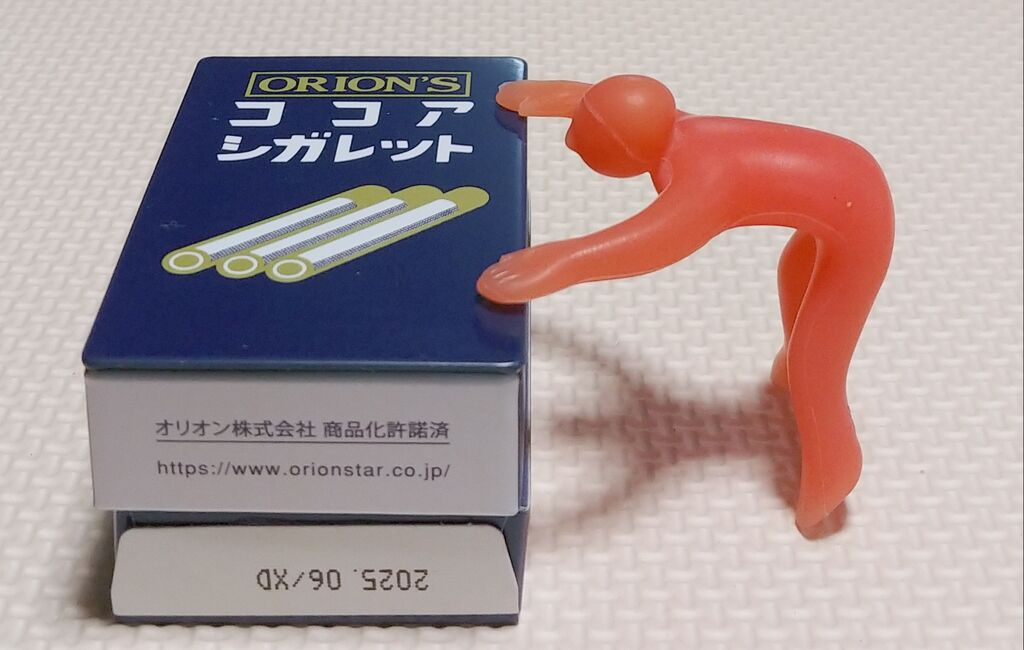 ORION'S
ココア
シガレット
オリオン株式会社 商品化許諾済
https://www.orionstar.co.jp/
2025.06/XD